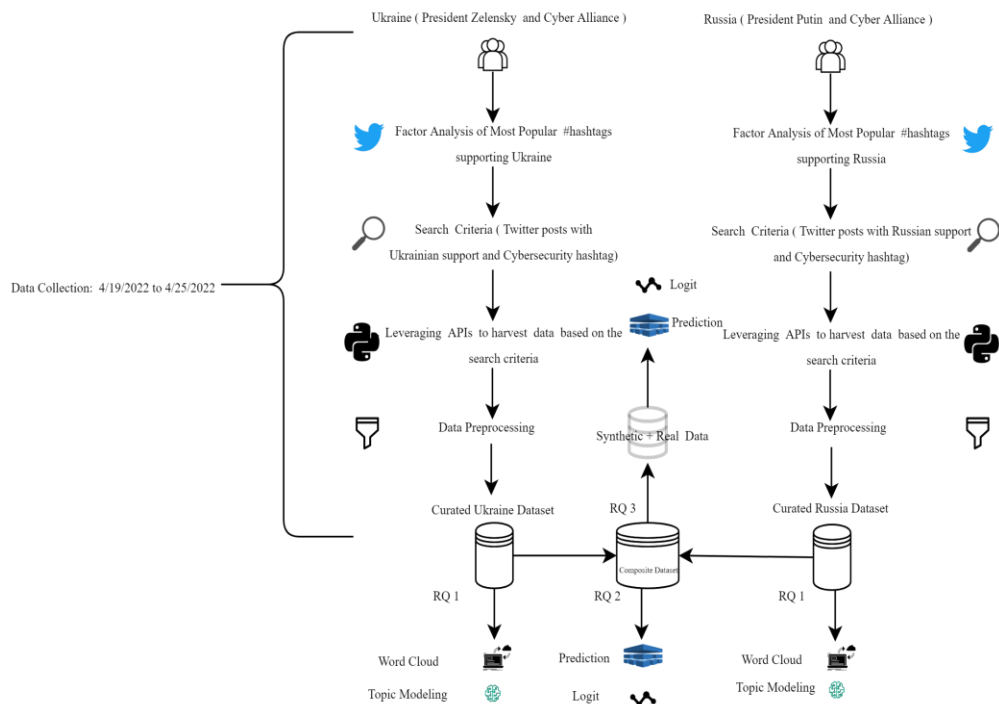 Ukraine ( President Zelensky and Cyber Alliance )
Russia ( President Putin and Cyber Alliance )
Factor Analysis of Most Popular #hashtags
supporting Ukraine
Factor Analysis of Most Popular #hashtags
supporting Russia
Search Criteria ( Twitter posts with
Ukrainian support and Cybersecurity hashtag)
Search Criteria ( Twitter posts with Russian support
and Cybersecurity hashtag)
Data Collection: 4/19/2022 to 4/25/2022
Logit
Prediction
Leveraging APIs to harvest data based on the
search criteria
Leveraging APIs to harvest data based on the
search criteria
Data Preprocessing
Synthetic + Real Data
Data Preprocessing
Curated Ukraine Dataset
RQ 3
Curated Russia Dataset
Composite Dataset
RQ 1
RQ 2
RQ 1
Word Cloud
Prediction
Word Cloud
Topic Modeling
Logit
Topic Modeling